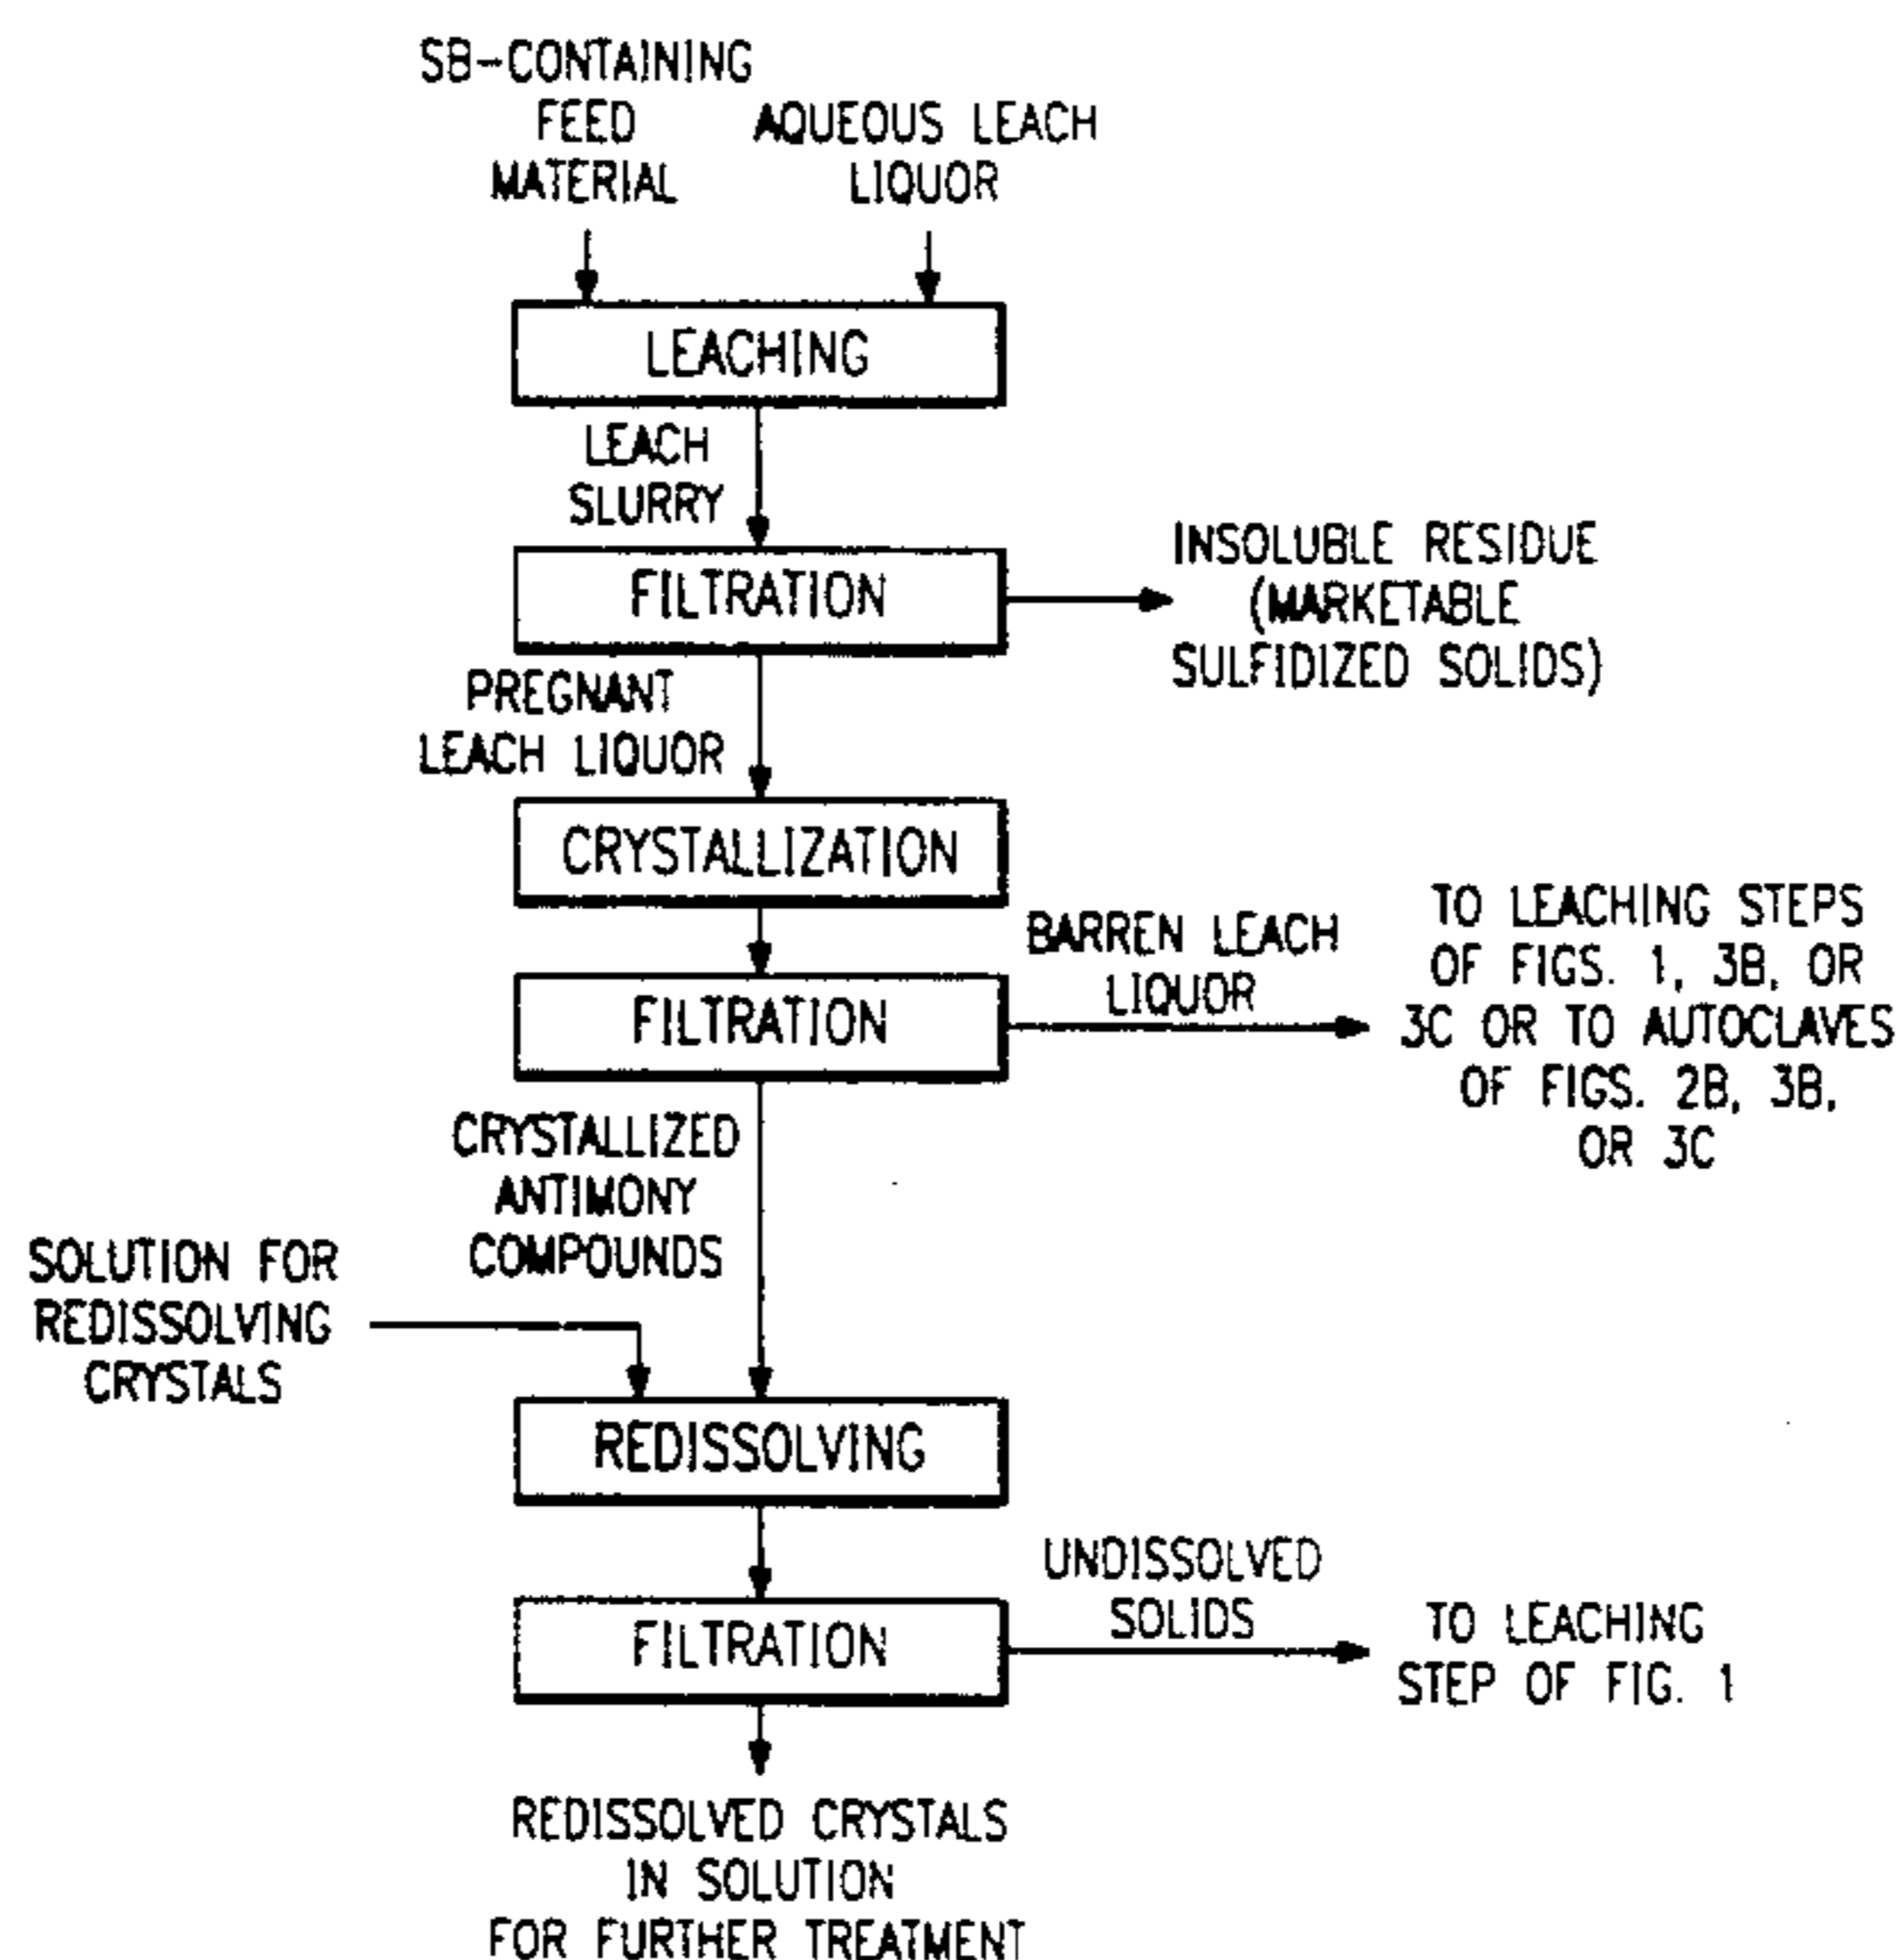 SB-CONTAINING
FEED
MATERIAL
AQUEOUS LEACH
LIQUOR
LEACHING
LEACH
SLURRY
FILTRATION
INSOLUBLE RESIDUE
(MARKETABLE
SULFIDIZED SOLIDS)
PREGNANT
LEACH LIQUOR
CRYSTALLIZATION
FILTRATION
BARREN LEACH
LIQUOR
TO LEACHING STEPS
OF FIGS. 1, 3B, OR
3C OR TO AUTOCLAVES
OF FIGS. 2B, 3B,
OR 3C
CRYSTALLIZED
ANTIMONY
COMPOUNDS
SOLUTION FOR
REDISSOLVING
CRYSTALS
REDISSOLVING
FILTRATION
UNDISSOLVED
SOLIDS
TO LEACHING
STEP OF FIG. 1
REDISSOLVED CRYSTALS
IN SOLUTION
FOR FURTHER TREATMENT